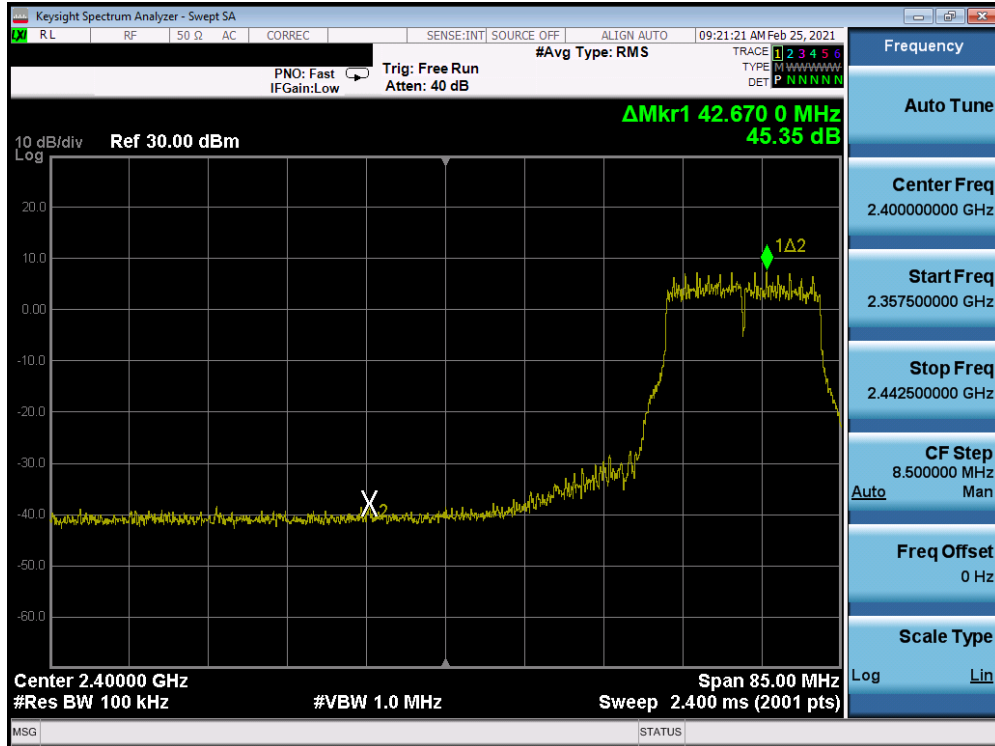 Keysight Spectrum Analyzer - Swept SA
LXI RL RF 50 Ω AC CORREC SENSE:INT SOURCE OFF ALIGN AUTO 09:21:21 AM Feb 25, 2021
#Avg Type: RMS
TRACE 1 2 3 4 5 6
PNO: Fast Trig: Free Run
TYPE M W W W W W
IFGain:Low Atten: 40 dB
DET P N N N N N
ΔMkr1 42.670 0 MHz
45.35 dB
10 dB/div Ref 30.00 dBm
Log
20.0
10.0
0.00
-10.0
-20.0
-30.0
-40.0
-50.0
-60.0
1Δ2
X2
Center 2.40000 GHz Span 85.00 MHz
#Res BW 100 kHz #VBW 1.0 MHz Sweep 2.400 ms (2001 pts)
MSG STATUS
Frequency
Auto Tune
Center Freq
2.400000000 GHz
Start Freq
2.357500000 GHz
Stop Freq
2.442500000 GHz
CF Step
8.500000 MHz
Auto Man
Freq Offset
0 Hz
Scale Type
Log Lin